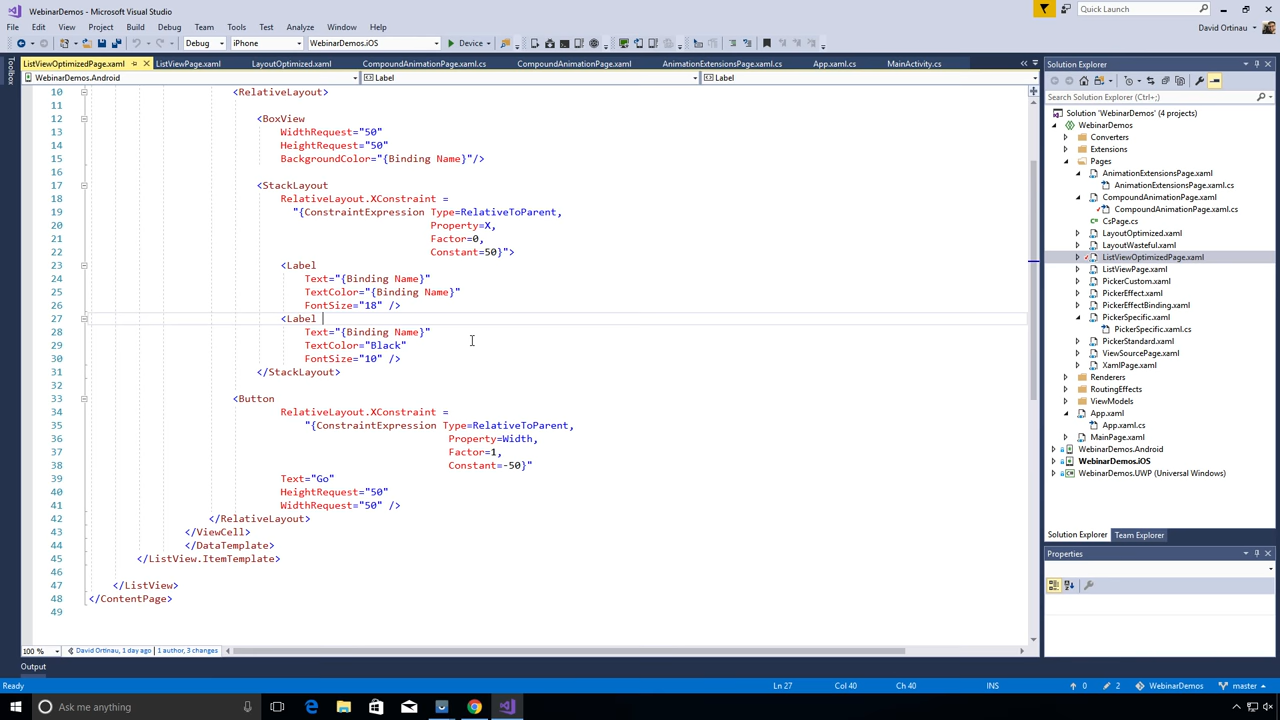 WebinarDemos - Microsoft Visual Studio
Quick Launch (Ctrl+Q)
File Edit View Project Build Debug Team Tools Test Analyze Window Help
David Ortinau
Debug iPhone WebinarDemos.iOS Device
ListViewOptimizedPage.xaml ListViewPage.xaml LayoutOptimized.xaml CompoundAnimationPage.xaml.cs CompoundAnimationPage.xaml AnimationExtensionsPage.xaml App.xaml.cs MainActivity.cs
Toolbox
WebinarDemos.Android Label Label
10 <RelativeLayout>
11
12 <BoxView
13 WidthRequest="50"
14 HeightRequest="50"
15 BackgroundColor="{Binding Name}"/>
16
17 <StackLayout
18 RelativeLayout.XConstraint =
19 "{ConstraintExpression Type=RelativeToParent,
20 Property=X,
21 Factor=0,
22 Constant=50}">
23 <Label
24 Text="{Binding Name}"
25 TextColor="{Binding Name}"
26 FontSize="18" />
27 <Label
28 Text="{Binding Name}"
29 TextColor="Black"
30 FontSize="10" />
31 </StackLayout>
32
33 <Button
34 RelativeLayout.XConstraint =
35 "{ConstraintExpression Type=RelativeToParent,
36 Property=Width,
37 Factor=1,
38 Constant=-50}"
39 Text="Go"
40 HeightRequest="50"
41 WidthRequest="50" />
42 </RelativeLayout>
43 </ViewCell>
44 </DataTemplate>
45 </ListView.ItemTemplate>
46
47 </ListView>
48 </ContentPage>
49
100 % David Ortinau, 1 day ago | 1 author, 3 changes
Output
Solution Explorer
Search Solution Explorer (Ctrl+;)
Solution 'WebinarDemos' (4 projects)
WebinarDemos
Converters
Extensions
Pages
AnimationExtensionsPage.xaml
AnimationExtensionsPage.xaml.cs
CompoundAnimationPage.xaml
CompoundAnimationPage.xaml.cs
CsPage.cs
LayoutOptimized.xaml
LayoutWasteful.xaml
ListViewOptimizedPage.xaml
ListViewPage.xaml
PickerCustom.xaml
PickerEffect.xaml
PickerEffectBinding.xaml
PickerSpecific.xaml
PickerSpecific.xaml.cs
PickerStandard.xaml
ViewSourcePage.xaml
XamlPage.xaml
Renderers
RoutingEffects
ViewModels
App.xaml
App.xaml.cs
MainPage.xaml
WebinarDemos.Android
WebinarDemos.iOS
WebinarDemos.UWP (Universal Windows)
Solution Explorer Team Explorer
Properties
Ready Ln 27 Col 40 Ch 40 INS 0 2 WebinarDemos master
Ask me anything